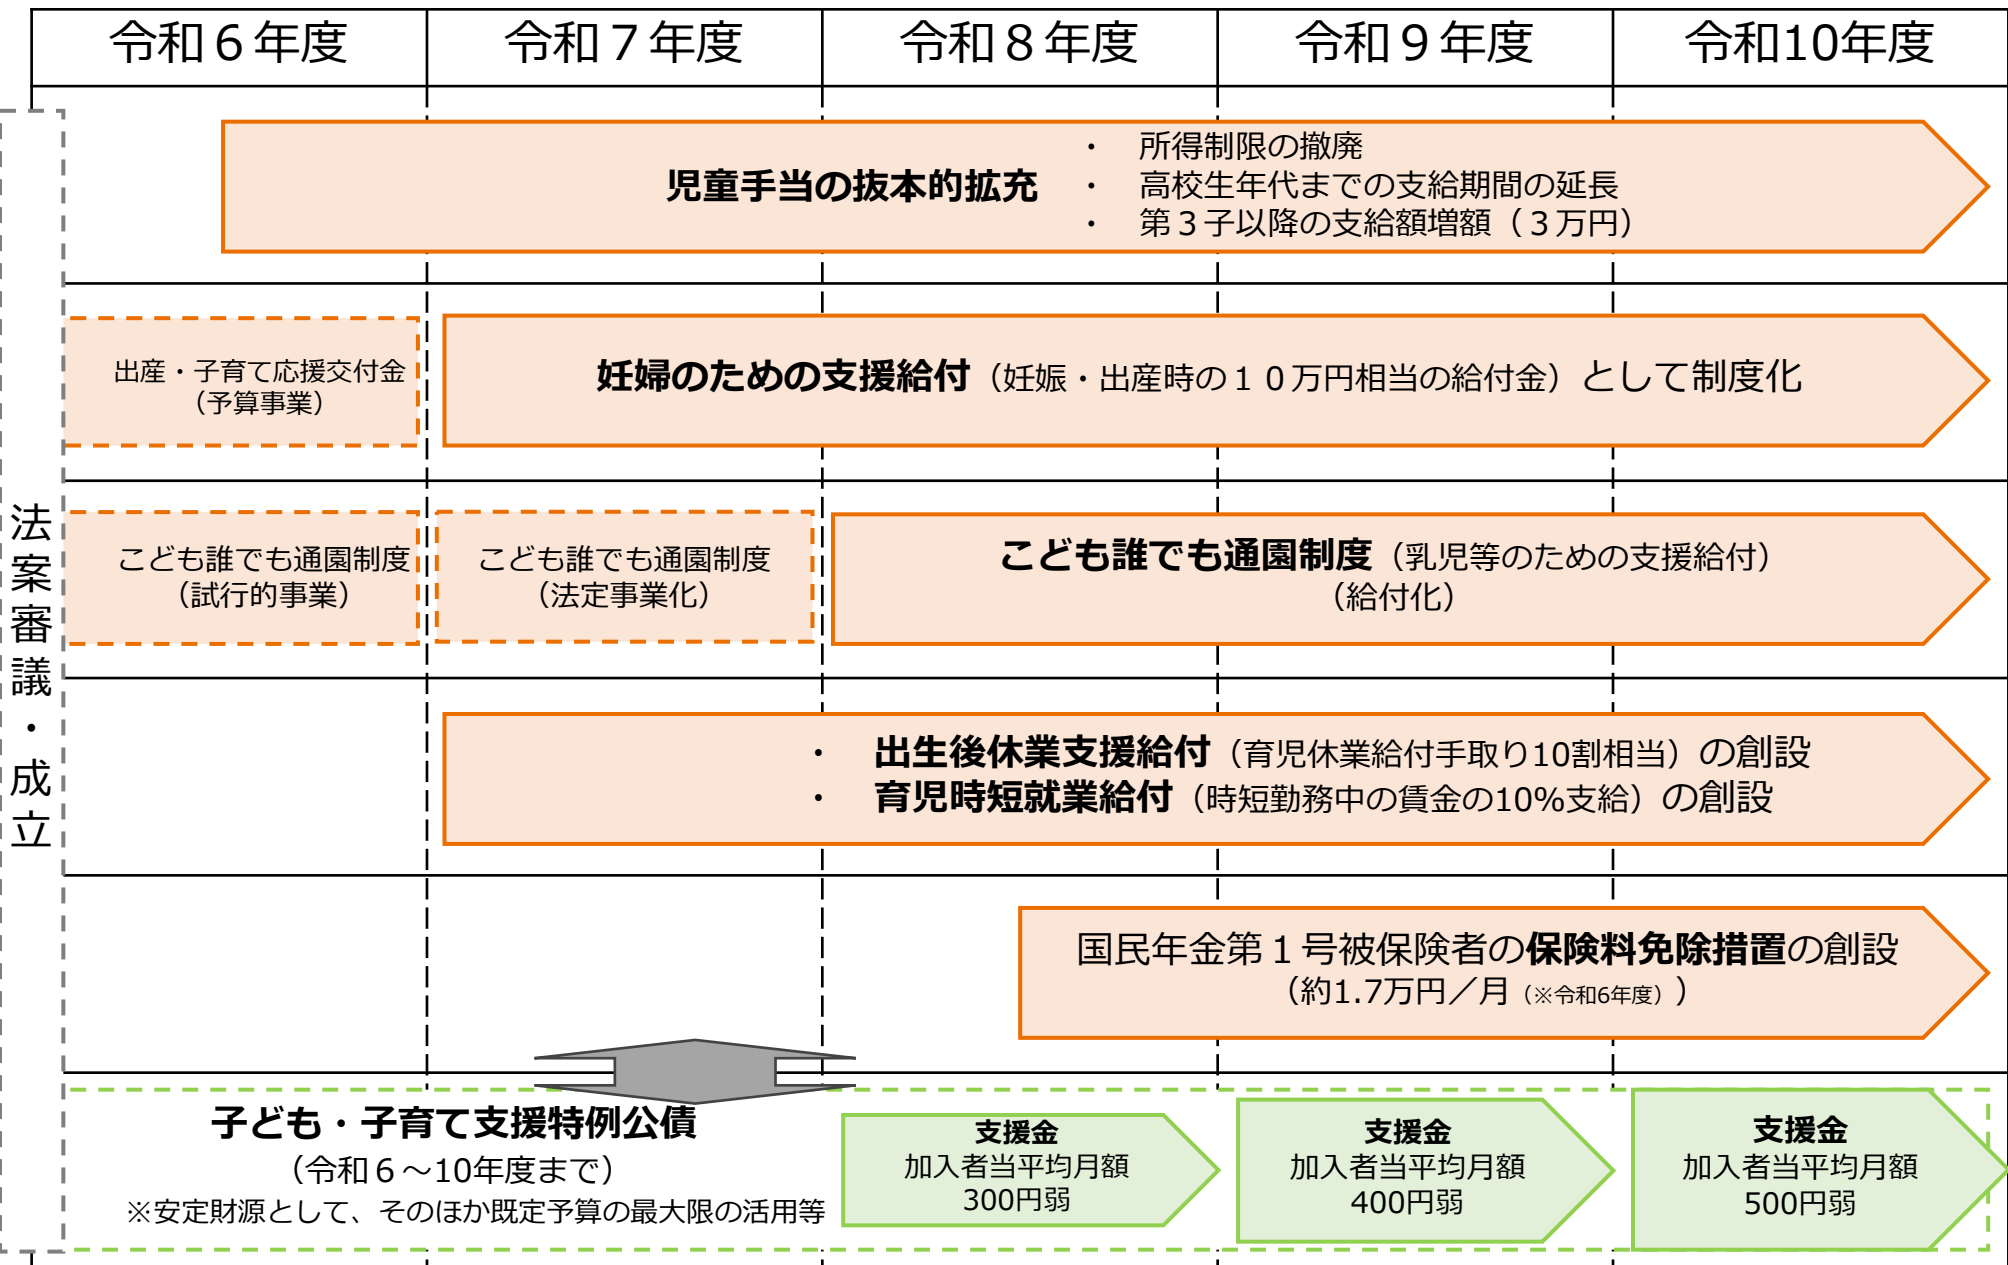 令和６年度
令和７年度
令和８年度
令和９年度
令和10年度
法案審議・成立
児童手当の抜本的拡充
・ 所得制限の撤廃
・ 高校生年代までの支給期間の延長
・ 第３子以降の支給額増額（３万円）
出産・子育て応援交付金
（予算事業）
妊婦のための支援給付（妊娠・出産時の１０万円相当の給付金）として制度化
こども誰でも通園制度
（試行的事業）
こども誰でも通園制度
（法定事業化）
こども誰でも通園制度（乳児等のための支援給付）
（給付化）
・ 出生後休業支援給付（育児休業給付手取り10割相当）の創設
・ 育児時短就業給付（時短勤務中の賃金の10%支給）の創設
国民年金第１号被保険者の保険料免除措置の創設
（約1.7万円／月（※令和6年度））
子ども・子育て支援特例公債
（令和６～10年度まで）
※安定財源として、そのほか既定予算の最大限の活用等
支援金
加入者当平均月額
300円弱
支援金
加入者当平均月額
400円弱
支援金
加入者当平均月額
500円弱